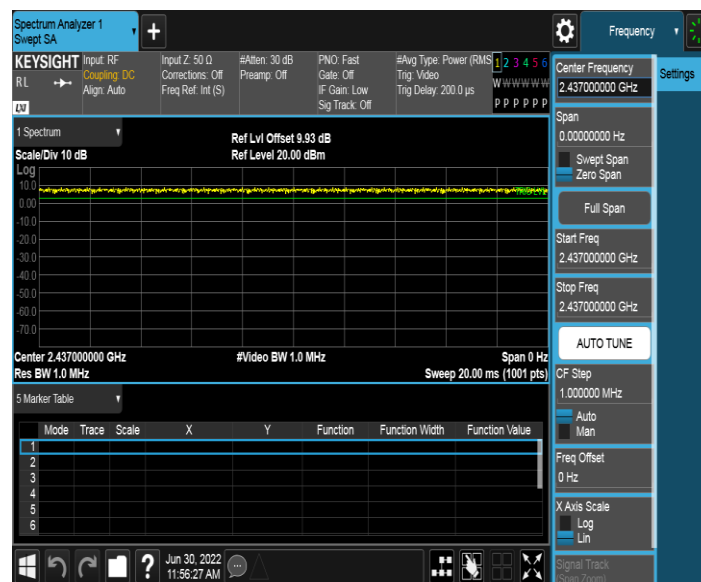 Spectrum Analyzer 1
Swept SA
+
Frequency
KEYSIGHT
RL
LXI
Input: RF
Coupling: DC
Align: Auto
Input Z: 50 Ω
Corrections: Off
Freq Ref: Int (S)
#Atten: 30 dB
Preamp: Off
PNO: Fast
Gate: Off
IF Gain: Low
Sig Track: Off
#Avg Type: Power (RMS
Trig: Video
Trig Delay: 200.0 µs
1 2 3 4 5 6
W W W W W W
P P P P P P
Center Frequency
2.437000000 GHz
Settings
Span
0.00000000 Hz
Swept Span
Zero Span
Full Span
Start Freq
2.437000000 GHz
Stop Freq
2.437000000 GHz
AUTO TUNE
CF Step
1.000000 MHz
Auto
Man
Freq Offset
0 Hz
X Axis Scale
Log
Lin
Signal Track
(Span Zoom)
1 Spectrum
Scale/Div 10 dB
Ref Lvl Offset 9.93 dB
Ref Level 20.00 dBm
Log
10.0
0.00
-10.0
-20.0
-30.0
-40.0
-50.0
-60.0
-70.0
Center 2.437000000 GHz
#Video BW 1.0 MHz
Span 0 Hz
Res BW 1.0 MHz
Sweep 20.00 ms (1001 pts)
5 Marker Table
Mode Trace Scale X Y Function Function Width Function Value
1
2
3
4
5
6
?
Jun 30, 2022
11:56:27 AM